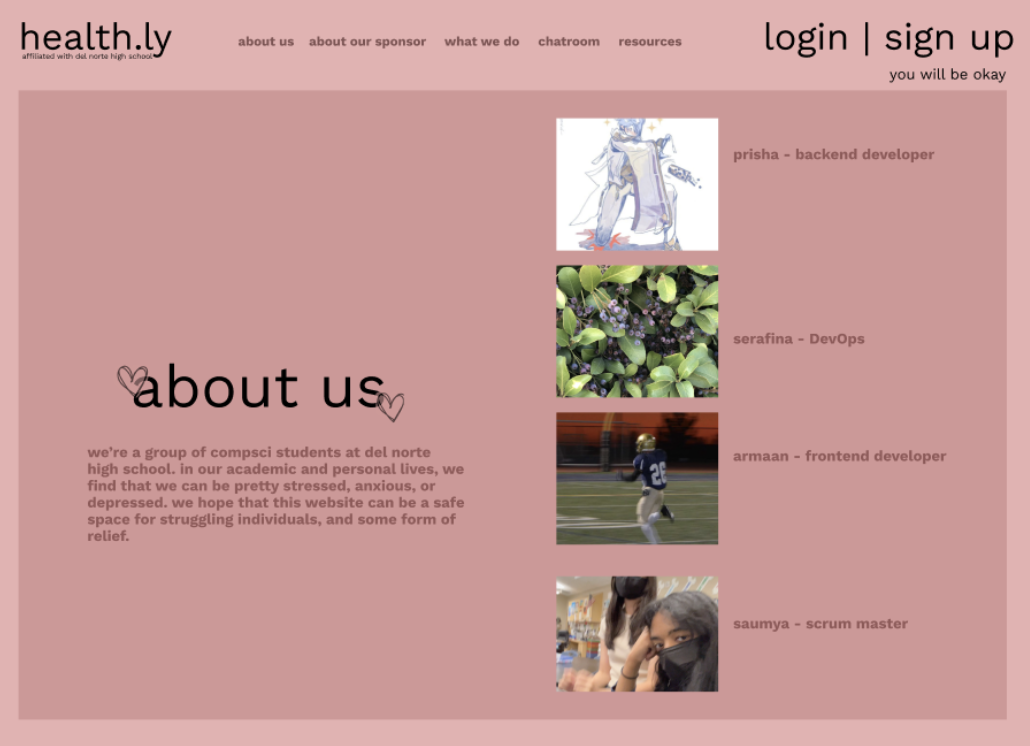 health.ly
affiliated with del norte high school
about us about our sponsor what we do chatroom resources
login | sign up
you will be okay
about us
we're a group of compsci students at del norte
high school. in our academic and personal lives, we
find that we can be pretty stressed, anxious, or
depressed. we hope that this website can be a safe
space for struggling individuals, and some form of
relief.
prisha - backend developer
serafina - DevOps
26
armaan - frontend developer
saumya - scrum master